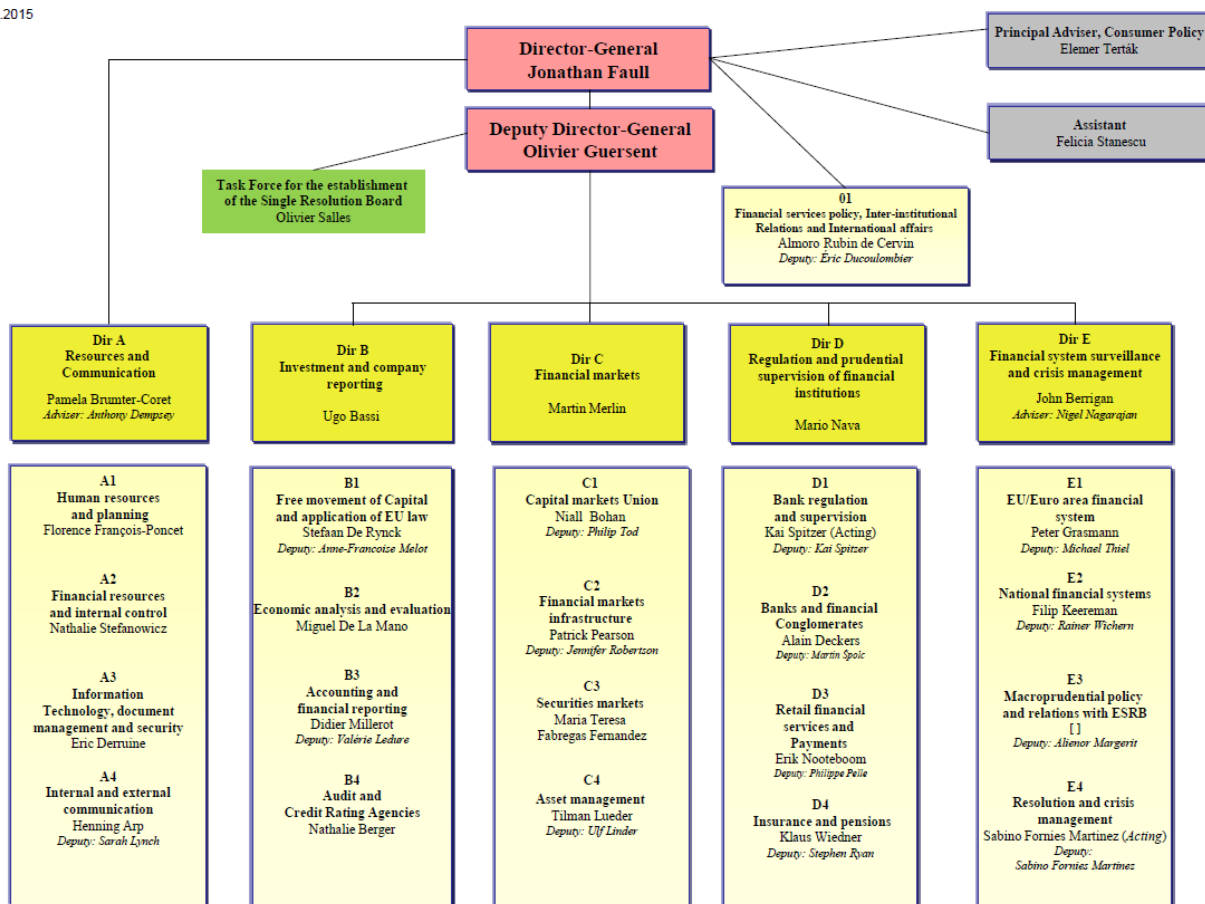 .2015
Director-General
Jonathan Faull
Principal Adviser, Consumer Policy
Elemer Terták
Deputy Director-General
Olivier Guersent
Assistant
Felicia Stanescu
Task Force for the establishment
of the Single Resolution Board
Olivier Salles
01
Financial services policy, Inter-institutional
Relations and International affairs
Almoro Rubin de Cervin
Deputy: Éric Ducoulombier
Dir A
Resources and
Communication
Pamela Brumter-Coret
Adviser: Anthony Dempsey
Dir B
Investment and company
reporting
Ugo Bassi
Dir C
Financial markets
Martin Merlin
Dir D
Regulation and prudential
supervision of financial
institutions
Mario Nava
Dir E
Financial system surveillance
and crisis management
John Berrigan
Adviser: Nigel Nagarajan
A1
Human resources
and planning
Florence François-Poncet
A2
Financial resources
and internal control
Nathalie Stefanowicz
A3
Information
Technology, document
management and security
Eric Derruine
A4
Internal and external
communication
Henning Arp
Deputy: Sarah Lynch
B1
Free movement of Capital
and application of EU law
Stefaan De Rynck
Deputy: Anne-Francoise Melot
B2
Economic analysis and evaluation
Miguel De La Mano
B3
Accounting and
financial reporting
Didier Millerot
Deputy: Valérie Ledure
B4
Audit and
Credit Rating Agencies
Nathalie Berger
C1
Capital markets Union
Niall Bohan
Deputy: Philip Tod
C2
Financial markets
infrastructure
Patrick Pearson
Deputy: Jennifer Robertson
C3
Securities markets
Maria Teresa
Fabregas Fernandez
C4
Asset management
Tilman Lueder
Deputy: Ulf Linder
D1
Bank regulation
and supervision
Kai Spitzer (Acting)
Deputy: Kai Spitzer
D2
Banks and financial
Conglomerates
Alain Deckers
Deputy: Martin Špolc
D3
Retail financial
services and
Payments
Erik Nooteboom
Deputy: Philippe Pelle
D4
Insurance and pensions
Klaus Wiedner
Deputy: Stephen Ryan
E1
EU/Euro area financial
system
Peter Grasmann
Deputy: Michael Thiel
E2
National financial systems
Filip Keereman
Deputy: Rainer Wichern
E3
Macroprudential policy
and relations with ESRB
[ ]
Deputy: Alienor Margerit
E4
Resolution and crisis
management
Sabino Fornies Martinez (Acting)
Deputy:
Sabino Fornies Martinez